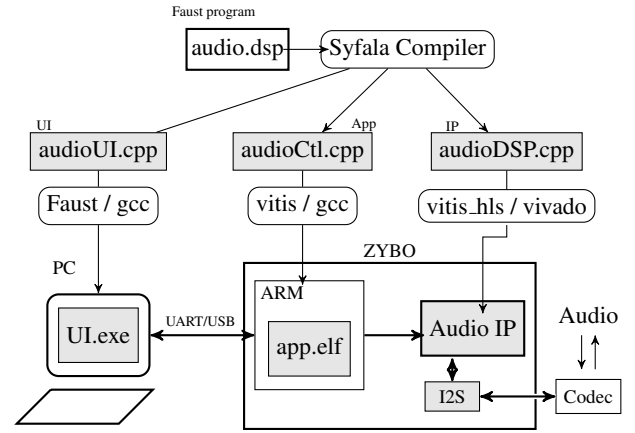 Faust program
audio.dsp
Syfala Compiler
UI
App
IP
audioUI.cpp
audioCtl.cpp
audioDSP.cpp
Faust / gcc
vitis / gcc
vitis_hls / vivado
PC
ZYBO
ARM
UI.exe
UART/USB
app.elf
Audio IP
Audio
I2S
Codec